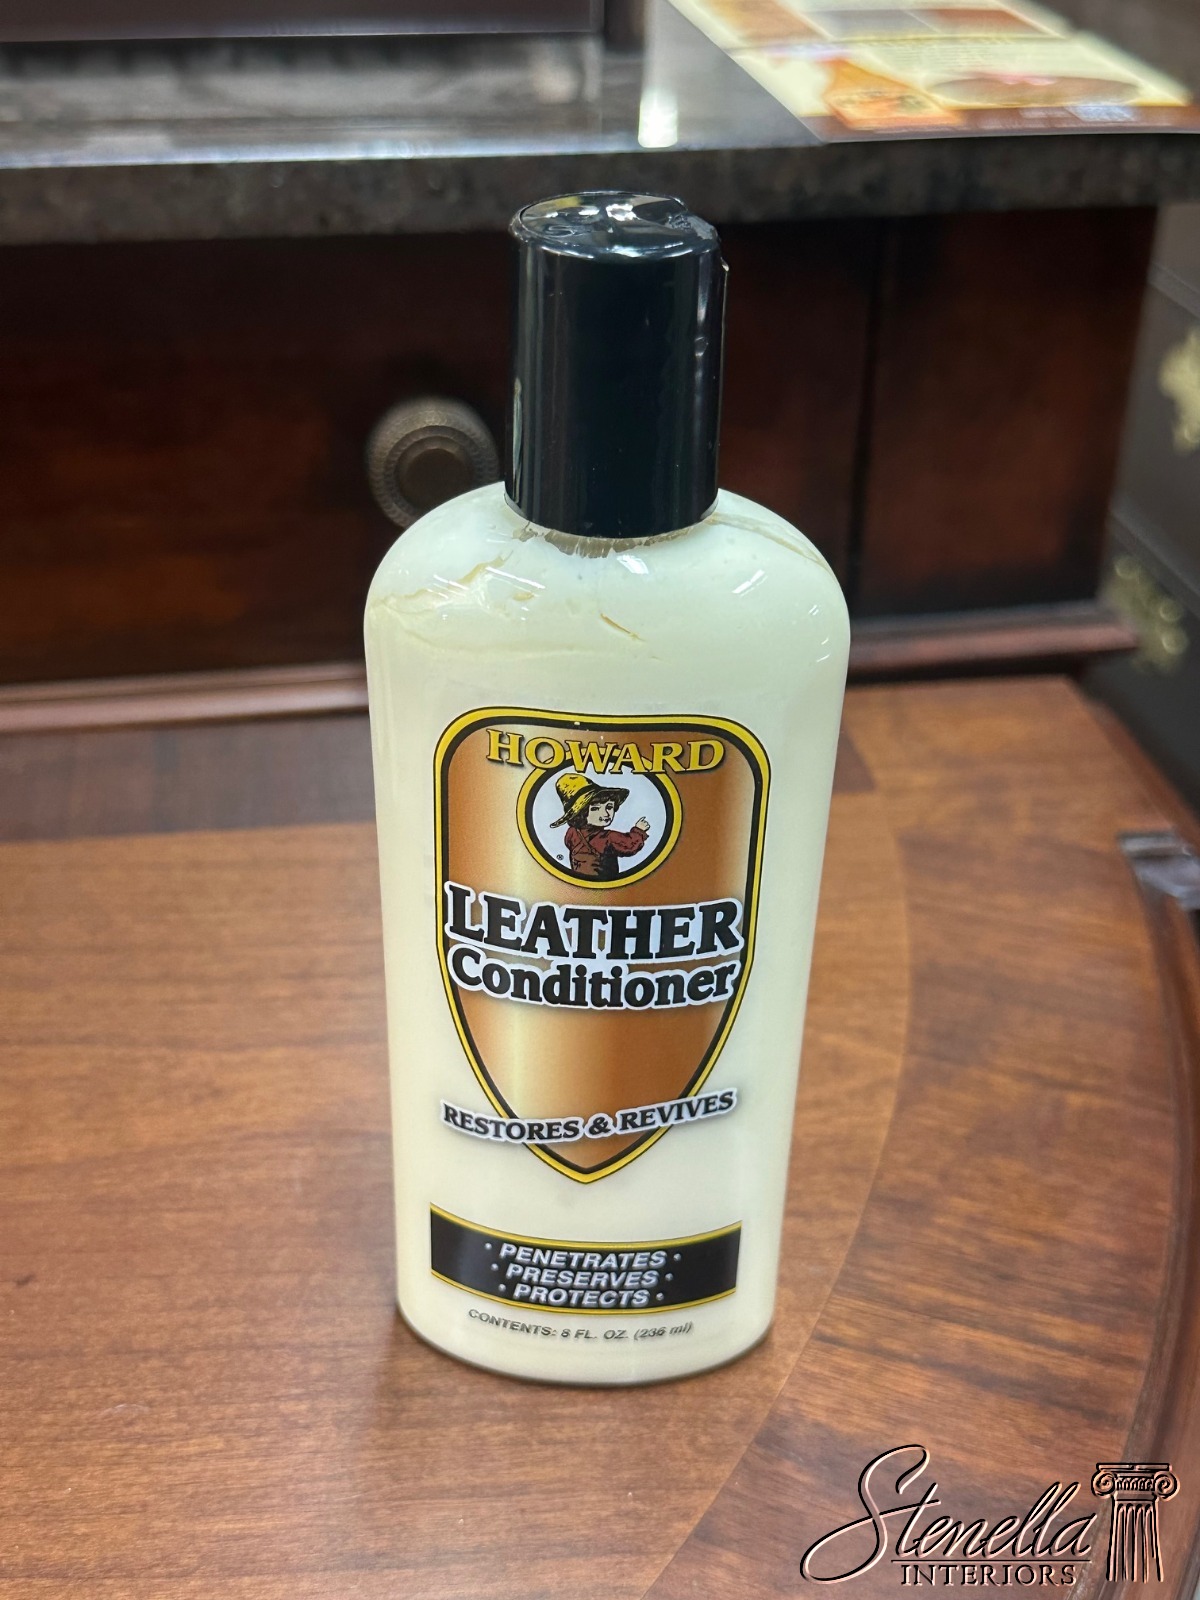 HOWARD
®
LEATHER
Conditioner
RESTORES & REVIVES
• PENETRATES •
• PRESERVES •
• PROTECTS •
CONTENTS: 8 FL. OZ. (236 ml)
Stenella
INTERIORS